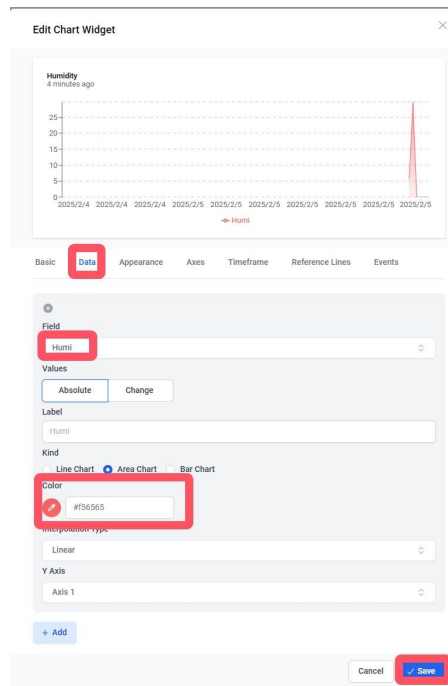 Edit Chart Widget
Humidity
4 minutes ago
25
20
15
10
5
0
2025/2/4 2025/2/4 2025/2/4 2025/2/5 2025/2/5 2025/2/5 2025/2/5 2025/2/5 2025/2/5 2025/2/5
Humi
Basic Data Appearance Axes Timeframe Reference Lines Events
Field
Humi
Values
Absolute Change
Label
Humi
Kind
Line Chart Area Chart Bar Chart
Color
#f56565
Interpolation Type
Linear
Y Axis
Axis 1
+ Add
Cancel Save